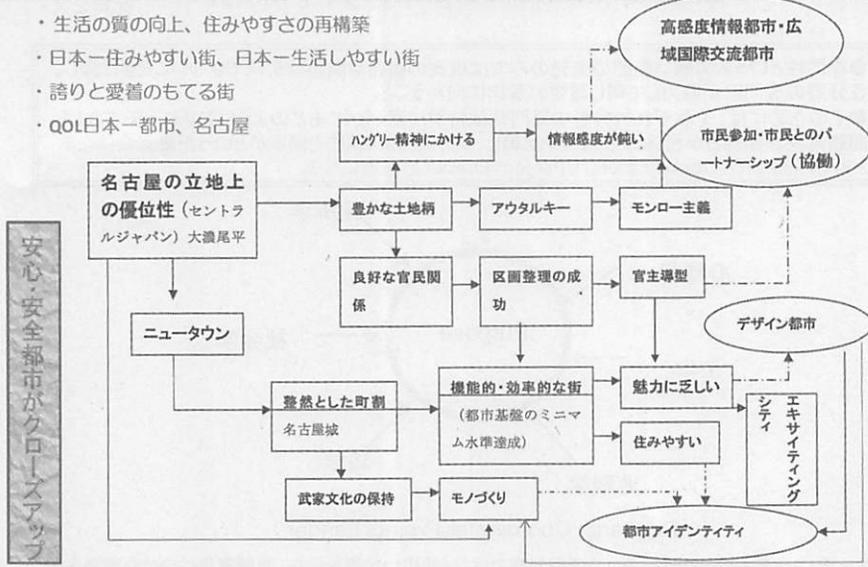 ・生活の質の向上、住みやすさの再構築
・日本一住みやすい街、日本一生活しやすい街
・誇りと愛着のもてる街
・QOL日本一都市、名古屋
高感度情報都市・広
域国際交流都市
ハングリー精神にかける
情報感度が鈍い
市民参加・市民とのパ
ートナーシップ(協働)
名古屋の立地上
の優位性(セントラ
ルジャパン)大濃尾平
豊かな土地柄
アウタルキー
モンロー主義
良好な官民関
係
区画整理の成
功
官主導型
デザイン都市
ニュータウン
整然とした町割
名古屋城
機能的・効率的な街
(都市基盤のミニマ
ム水準達成)
魅力に乏しい
住みやすい
エキサイティング
シティ
武家文化の保持
モノづくり
都市アイデンティティ
安心・安全都市がクローズアップ